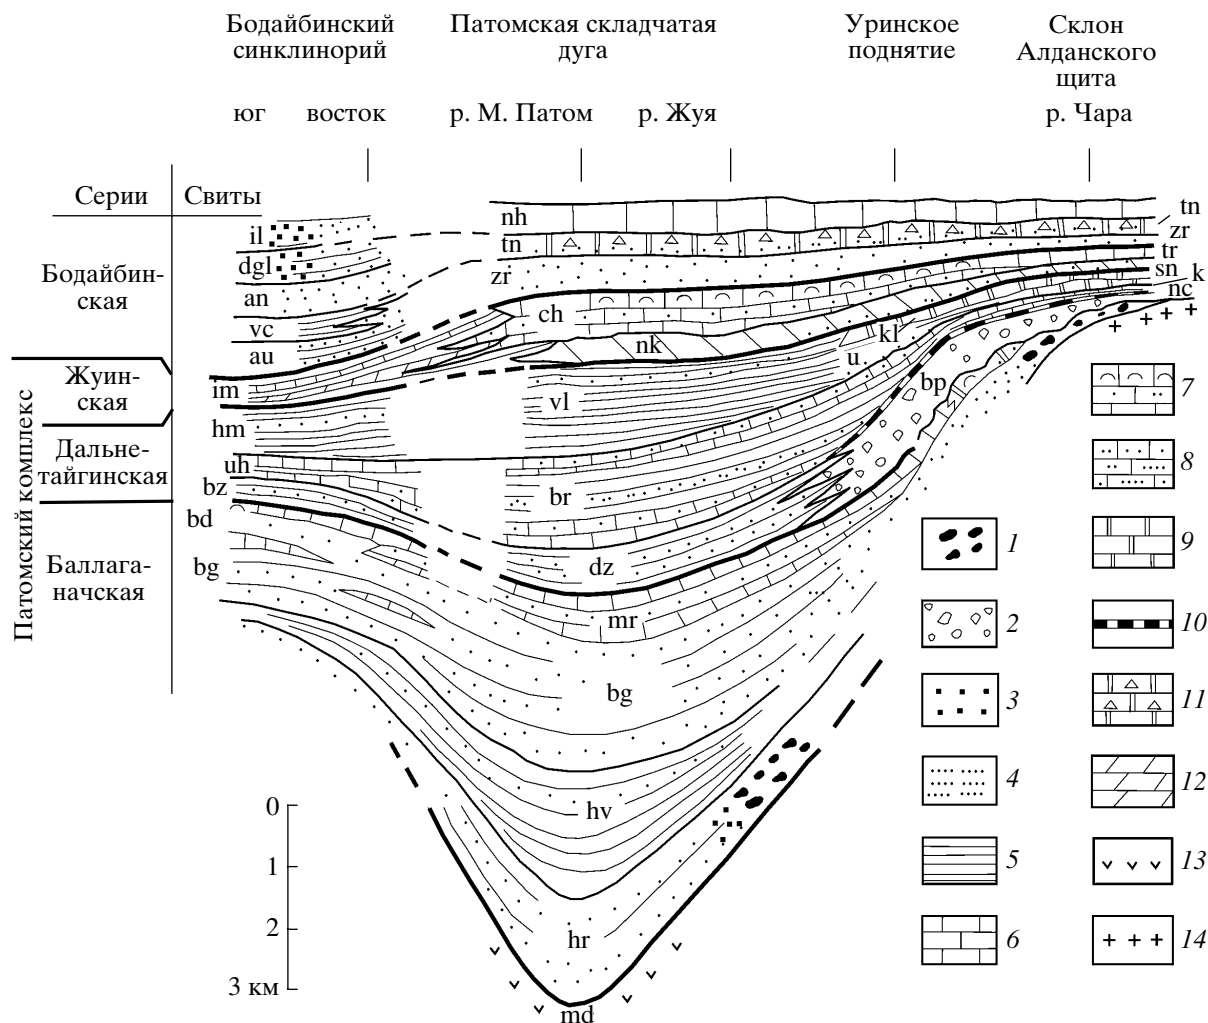 Бодайбинский
синклинорий
Патомская складчатая
дуга
Уринское
поднятие
Склон
Алданского
щита
юг
восток
р. М. Патом
р. Жуя
р. Чара
Серии
Свиты
Бодайбин-
ская
Жуин-
ская
Дальне-
тайгинская
Баллага-
начская
Патомский комплекс
il
dgl
an
vc
au
im
hm
uh
bz
bd
bg
nh
tn
zr
ch
nk
vl
br
dz
mr
bg
hv
hr
md
u
kl
bp
tn
zr
tr
sn
k
nc
0
1
2
3 км
1
2
3
4
5
6
7
8
9
10
11
12
13
14